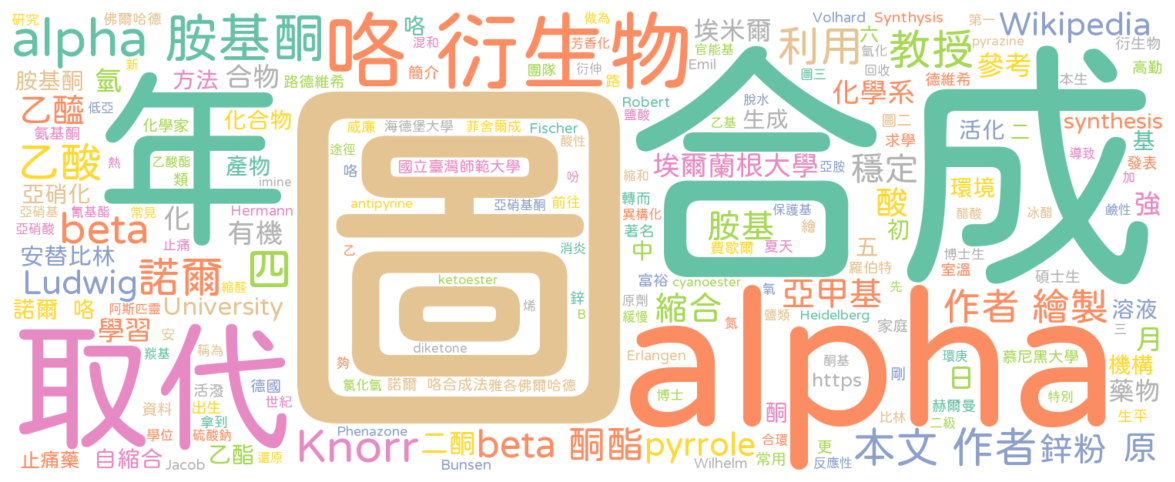 研究
佛爾哈德
alpha
胺基酮
咯
衍生物
咯
混和
簡介
做為
芳香化
團隊
衍伸
路
埃米爾
官能基
Emil
利用
Volhard
六
氧化
圖三
回收
Synthysis
教授
德維希
第一
pyrazine
Wikipedia
衍生物
高勤
參考
本生
胺基酮
新
氫
方法
合物
路德維希
年
圖
合
成
乙醯
低亞
氨基酮
化學家
化合物
乙酸
熱
乙酸酯
類
產物
亞硝化
imine
亞硝基
氰基酯
常見
Hermann
亞硝酸
beta
止痛
化
有機
安替比林
Ludwig
諾爾
四
縮醛
諾爾
咯
阿斯匹靈
University
威廉
海德堡大學
菲舍爾成
Fischer
酸性
途徑
咯
國立臺灣師範大學
吩
antipyrine
亞硝基酮
前往
乙
消炎
ketoester
烯
鋅
B
diketone
夠
氯化氫
諾爾
咯合成法雅各佛爾哈德
Robert
鹽酸
脫水
乙基
生成
圖二
求學
化學系
活化
二
synthesis
基
導致
發表
加
埃爾蘭根大學
亞胺
穩定
縮和
轉而
異構化
著名
中
胺基
保護基
繪
費歇爾
夏天
酸
初
環境
醋酸
冰醋
鹼性
強
五
羅伯特
博士生
室溫
碩士生
富裕
cyanoester
原劑
緩慢
縮合
氧
鹽類
亞甲基
Heidelberg
先
作者
繪製
溶液
三
月
取代
學習
羰基
安
稱為
活潑
德國
世紀
資料
出生
拿到
學位
硫酸鈉
還原
止痛藥
自縮合
Jacob
乙酯
Knorr
Phenazone
二酮
Bunsen
beta
酮酯
Wilhelm
pyrrole
alpha
氮
Erlangen
博士
家庭
酮基
https
剛
環庚
日
慕尼黑大學
機構
藥物
赫爾曼
二級
特別
生平
比林
酮
合環
常用
更
反應性
本文
作者
鋅粉
原